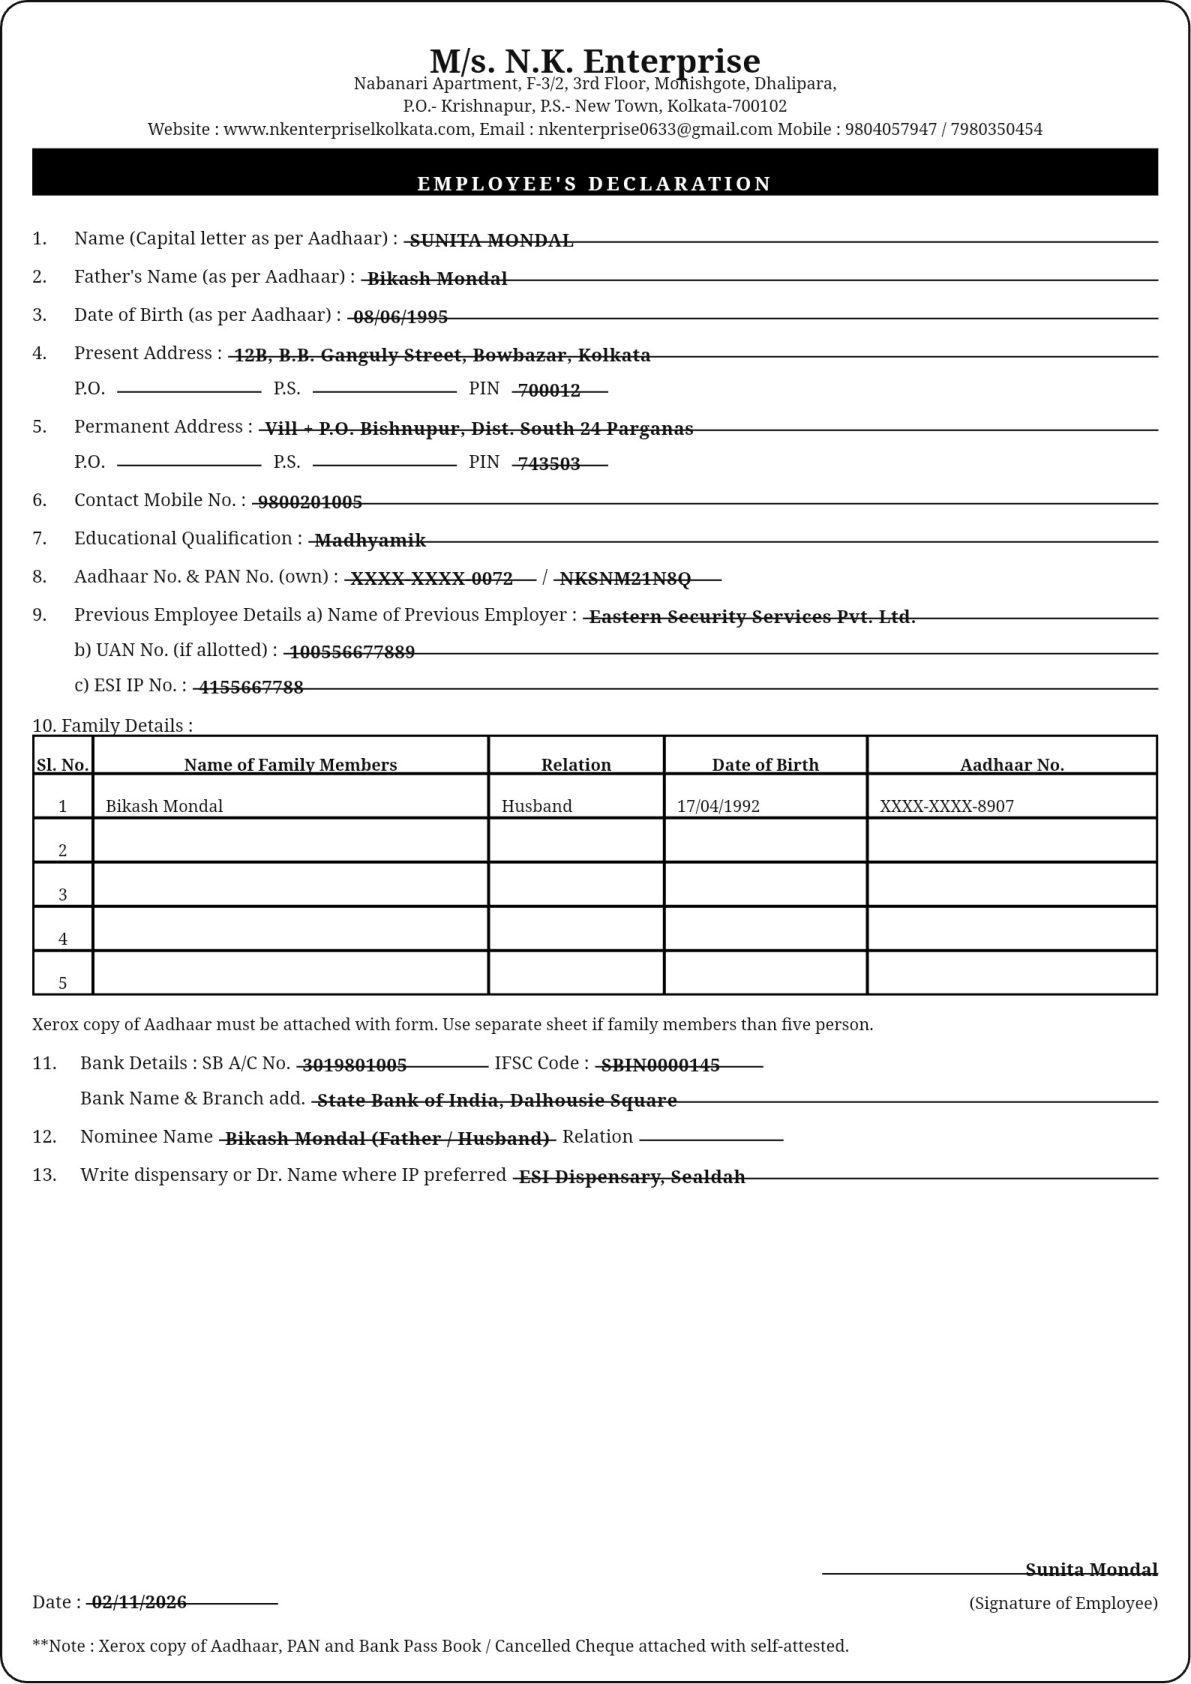 M/s. N.K. Enterprise
Nabanari Apartment, F-3/2, 3rd Floor, Mohishgote, Dhalipara,
P.O.- Krishnapur, P.S.- New Town, Kolkata-700102
Website : www.nkenterpriselkolkata.com, Email : nkenterprise0633@gmail.com Mobile : 9804057947 / 7980350454
EMPLOYEE'S DECLARATION
1. Name (Capital letter as per Aadhaar) : SUNITA MONDAL
2. Father's Name (as per Aadhaar) : Bikash Mondal
3. Date of Birth (as per Aadhaar) : 08/06/1995
4. Present Address : 12B, B.B. Ganguly Street, Bowbazar, Kolkata
P.O. P.S. PIN 700012
5. Permanent Address : Vill + P.O. Bishnupur, Dist. South 24 Parganas
P.O. P.S. PIN 743503
6. Contact Mobile No. : 9800201005
7. Educational Qualification : Madhyamik
8. Aadhaar No. & PAN No. (own) : XXXX-XXXX-0072 / NKSNM21N8Q
9. Previous Employee Details a) Name of Previous Employer : Eastern Security Services Pvt. Ltd.
b) UAN No. (if allotted) : 100556677889
c) ESI IP No. : 4155667788
10. Family Details :
Sl. No. Name of Family Members Relation Date of Birth Aadhaar No.
1 Bikash Mondal Husband 17/04/1992 XXXX-XXXX-8907
2
3
4
5
Xerox copy of Aadhaar must be attached with form. Use separate sheet if family members than five person.
11. Bank Details : SB A/C No. 3019801005 IFSC Code : SBIN0000145
Bank Name & Branch add. State Bank of India, Dalhousie Square
12. Nominee Name Bikash Mondal (Father / Husband) Relation
13. Write dispensary or Dr. Name where IP preferred ESI Dispensary, Sealdah
Sunita Mondal
Date : 02/11/2026 (Signature of Employee)
**Note : Xerox copy of Aadhaar, PAN and Bank Pass Book / Cancelled Cheque attached with self-attested.